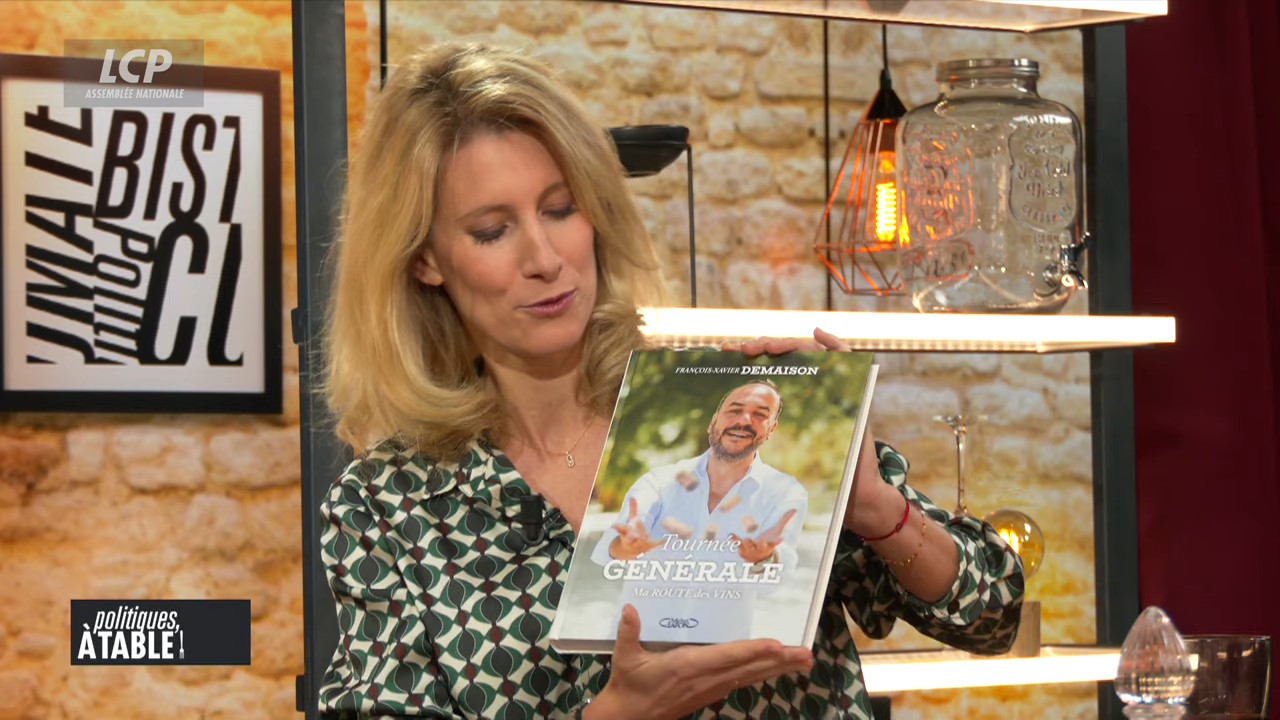 LCP
ASSEMBLÉE NATIONALE
BIST
CL
FRANÇOIS-XAVIER DEMAISON
Tournée
GÉNÉRALE
Ma ROUTE des VINS
politiques,
À TABLE!